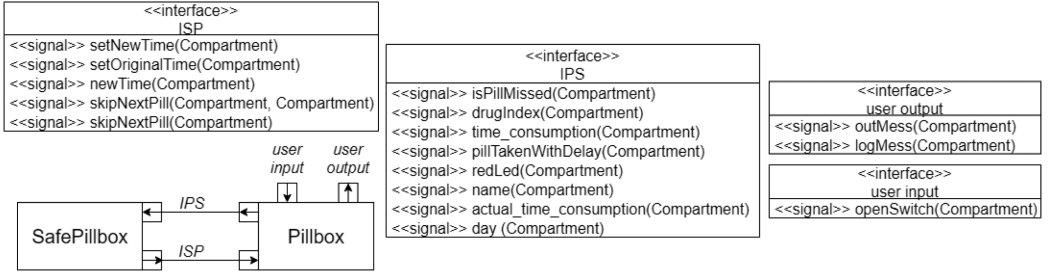 <<interface>>
ISP
<<signal>> setNewTime(Compartment)
<<signal>> setOriginalTime(Compartment)
<<signal>> newTime(Compartment)
<<signal>> skipNextPill(Compartment, Compartment)
<<signal>> skipNextPill(Compartment)
<<interface>>
IPS
<<signal>> isPillMissed(Compartment)
<<signal>> drugIndex(Compartment)
<<signal>> time_consumption(Compartment)
<<signal>> pillTakenWithDelay(Compartment)
<<signal>> redLed(Compartment)
<<signal>> name(Compartment)
<<signal>> actual_time_consumption(Compartment)
<<signal>> day (Compartment)
<<interface>>
user output
<<signal>> outMess(Compartment)
<<signal>> logMess(Compartment)
<<interface>>
user input
<<signal>> openSwitch(Compartment)
user
input
user
output
IPS
SafePillbox
Pillbox
ISP